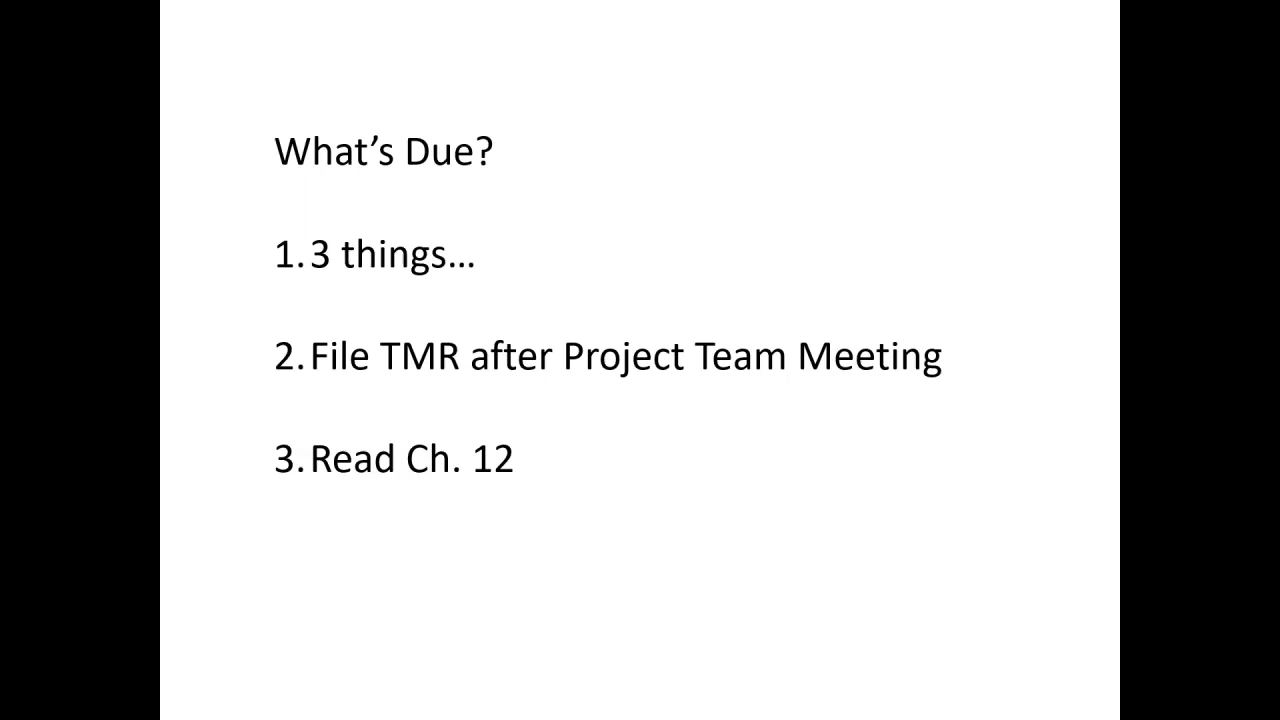 What’s Due?
1. 3 things…
2. File TMR after Project Team Meeting
3. Read Ch. 12